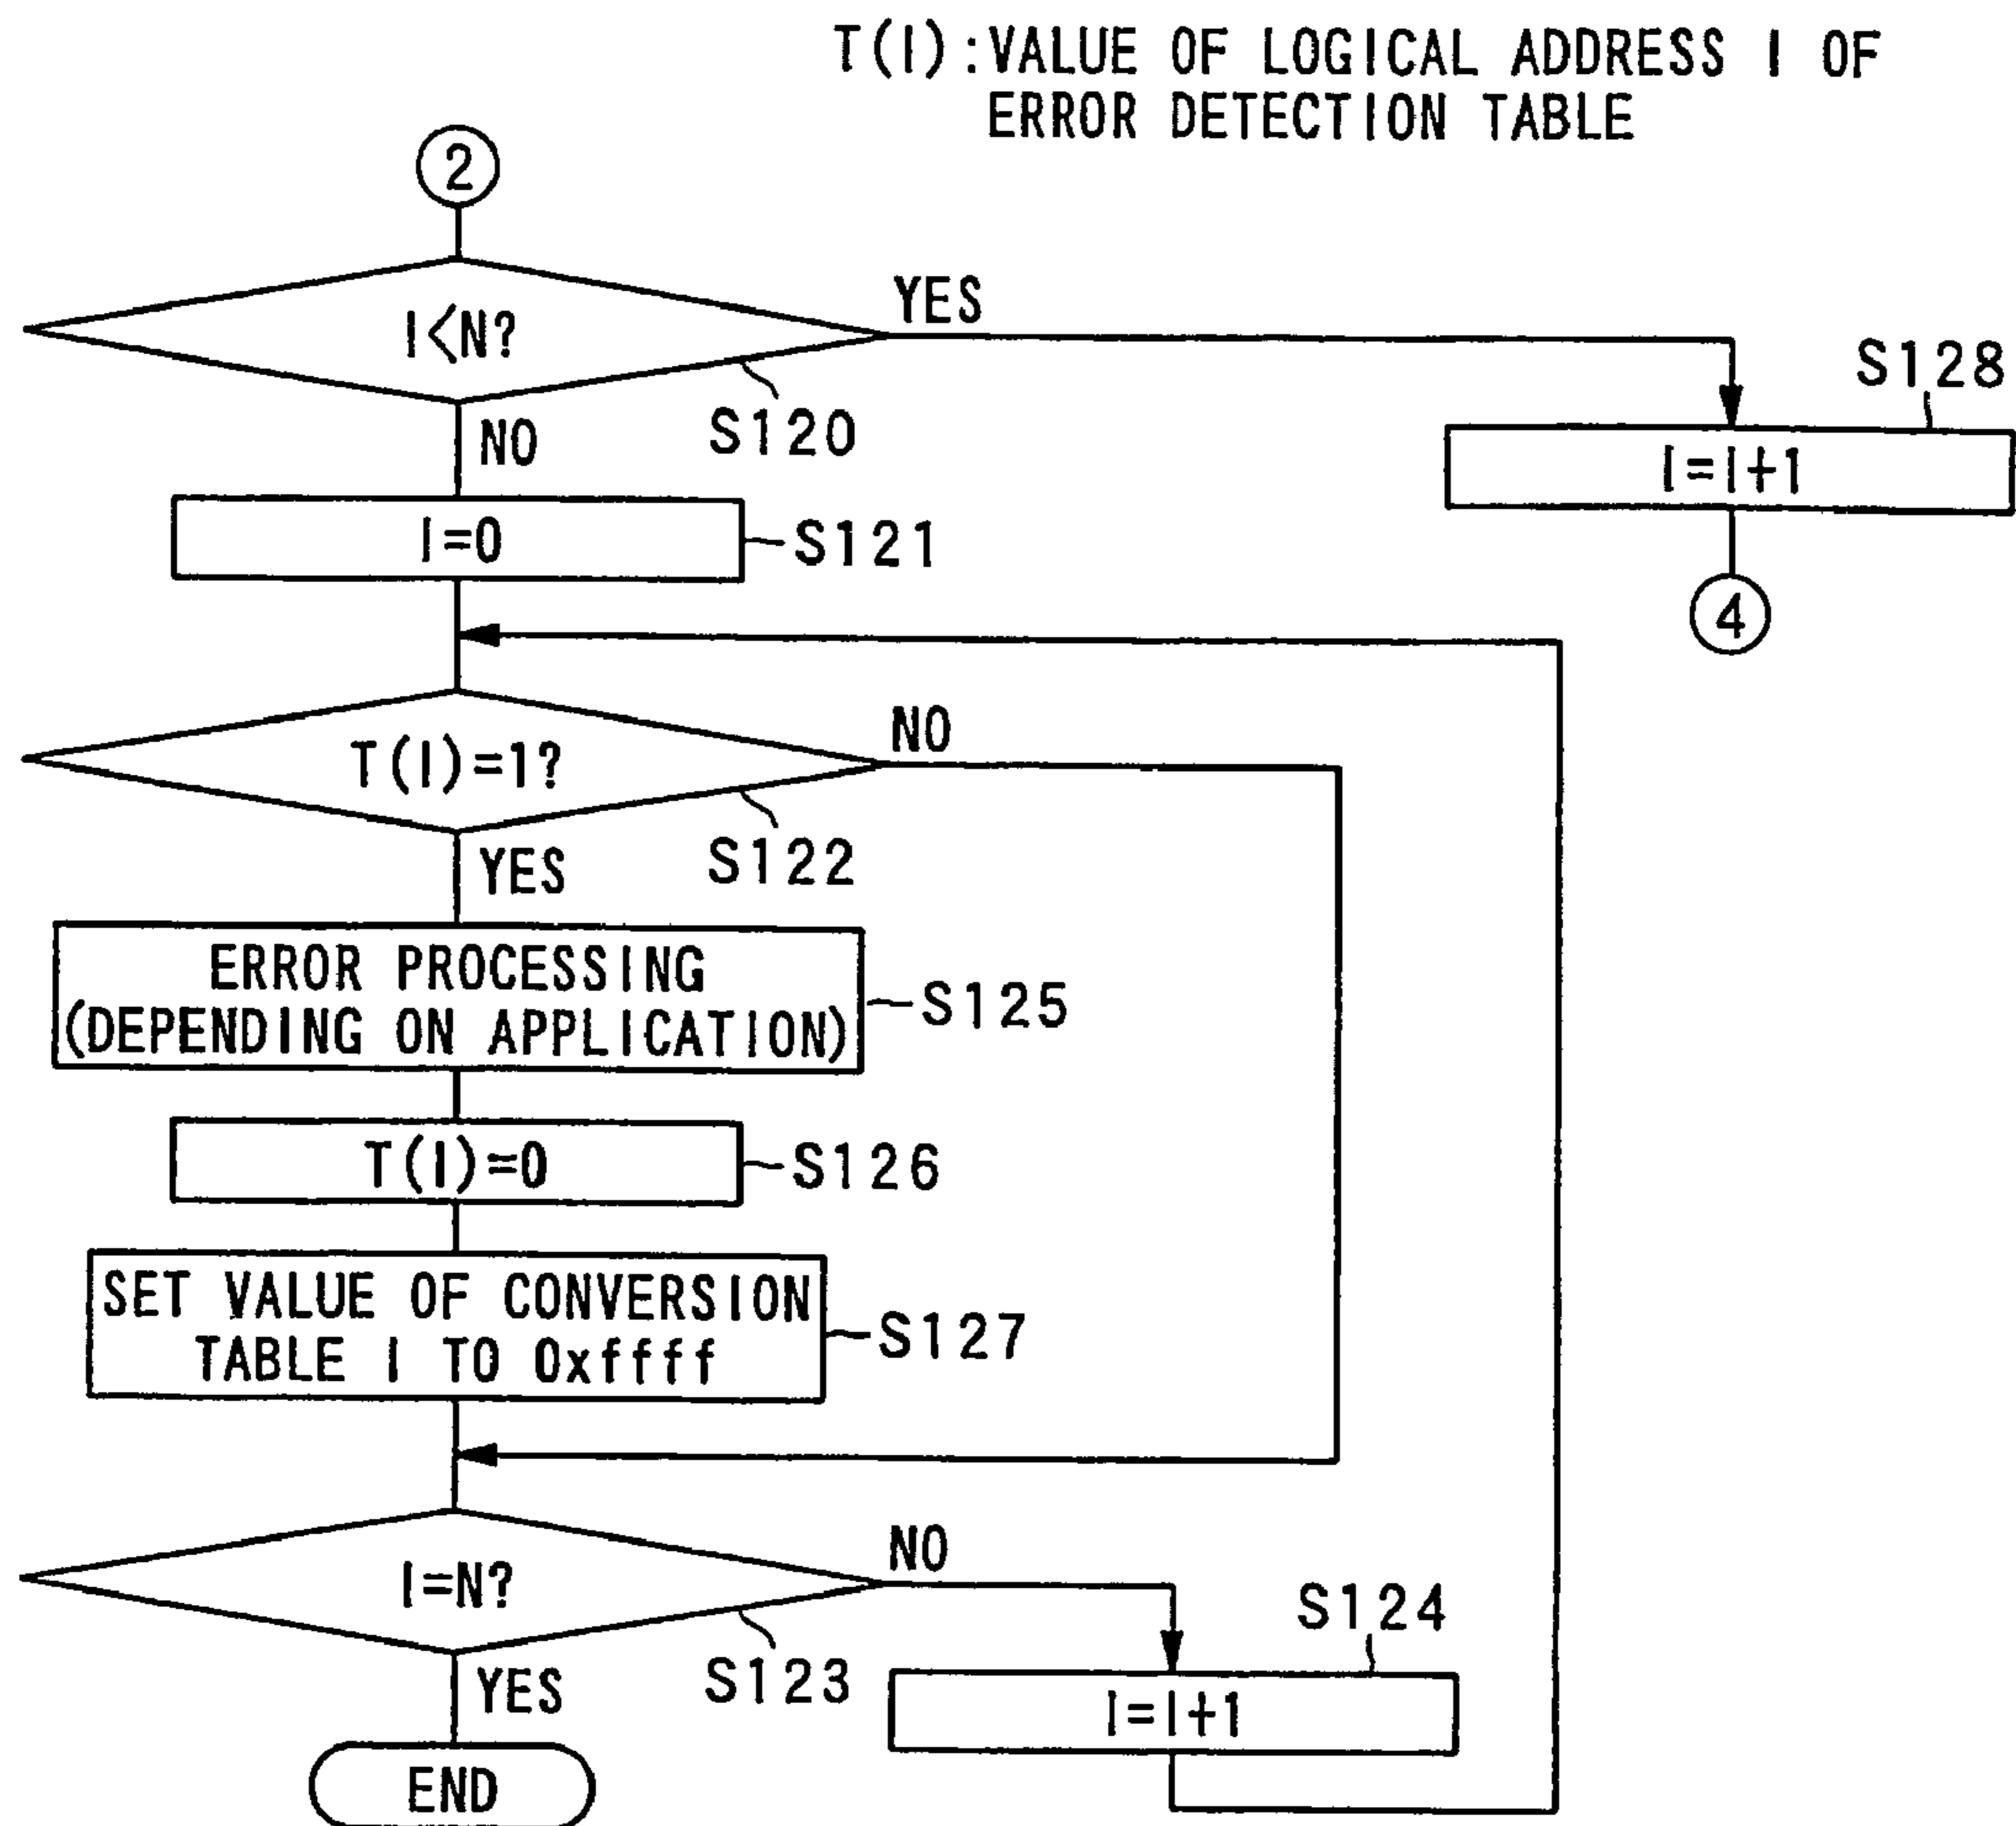 T(I):VALUE OF LOGICAL ADDRESS I OF
ERROR DETECTION TABLE
2
I<N?
YES
S120
NO
S128
I=I+1
4
I=0
S121
T(I)=1?
NO
S122
YES
ERROR PROCESSING
(DEPENDING ON APPLICATION)
S125
T(I)=0
S126
SET VALUE OF CONVERSION
TABLE I TO 0xffff
S127
I=N?
NO
S123
YES
S124
I=I+1
END